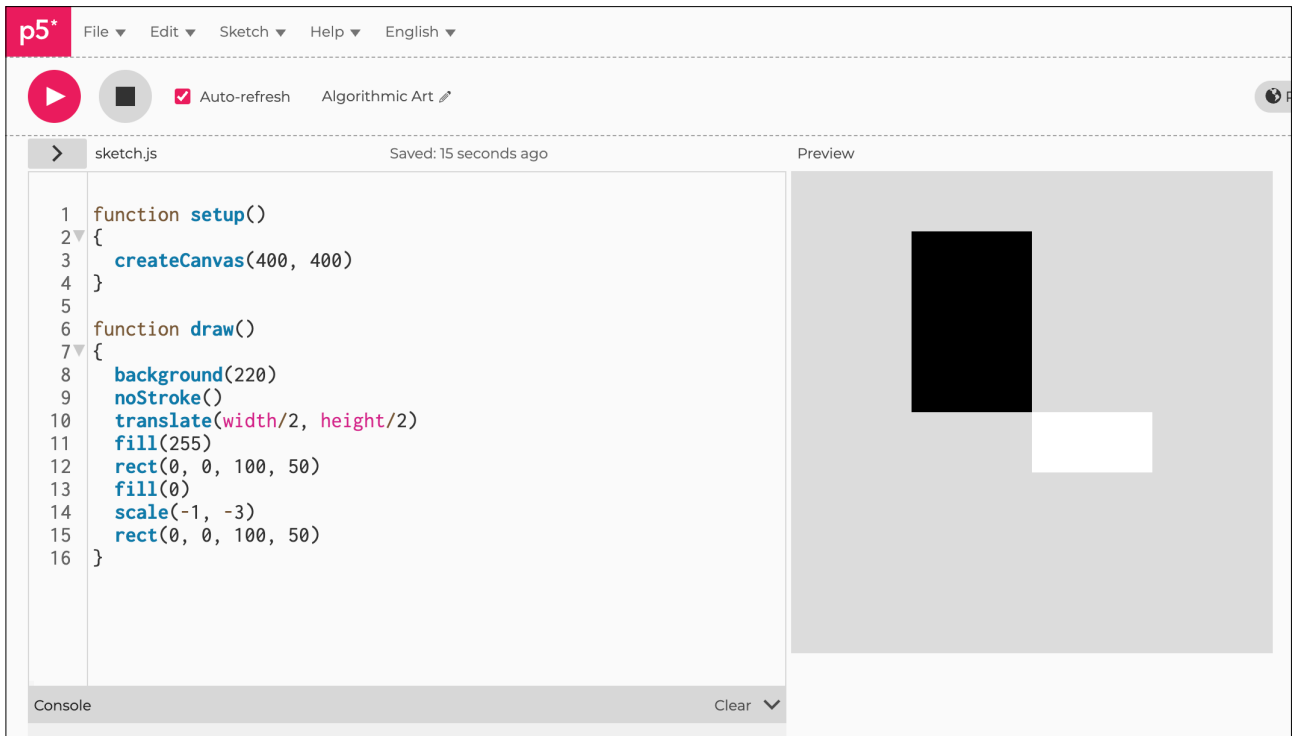 p5* File Edit Sketch Help English
Auto-refresh Algorithmic Art
sketch.js Saved: 15 seconds ago Preview
1 function setup()
2 {
3   createCanvas(400, 400)
4 }
5
6 function draw()
7 {
8   background(220)
9   noStroke()
10   translate(width/2, height/2)
11   fill(255)
12   rect(0, 0, 100, 50)
13   fill(0)
14   scale(-1, -3)
15   rect(0, 0, 100, 50)
16 }
Console Clear